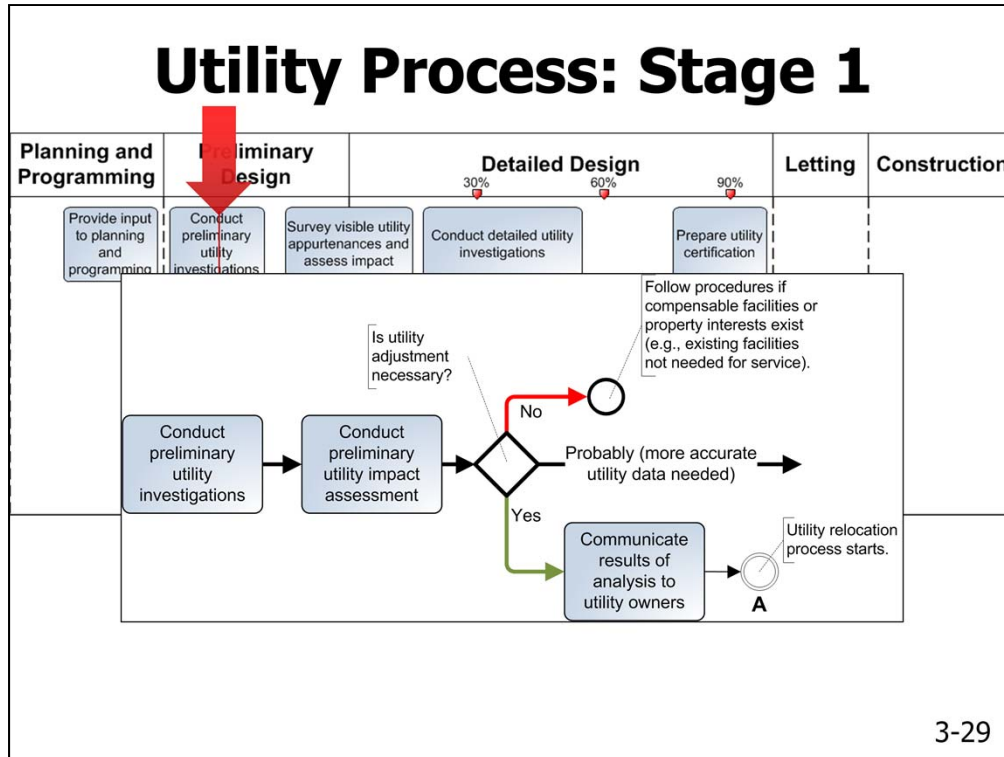 Utility Process: Stage 1
Planning and
Programming
Preliminary
Design
Detailed Design
30%
60%
90%
Letting
Construction
Provide input
to planning
and
programming
Conduct
preliminary
utility
investigations
Survey visible utility
appurtenances and
assess impact
Conduct detailed utility
investigations
Prepare utility
certification
Follow procedures if
compensable facilities or
property interests exist
(e.g., existing facilities
not needed for service).
Is utility
adjustment
necessary?
No
Conduct
preliminary
utility
investigations
Conduct
preliminary
utility impact
assessment
Probably (more accurate
utility data needed)
Yes
Communicate
results of
analysis to
utility owners
Utility relocation
process starts.
A
3-29